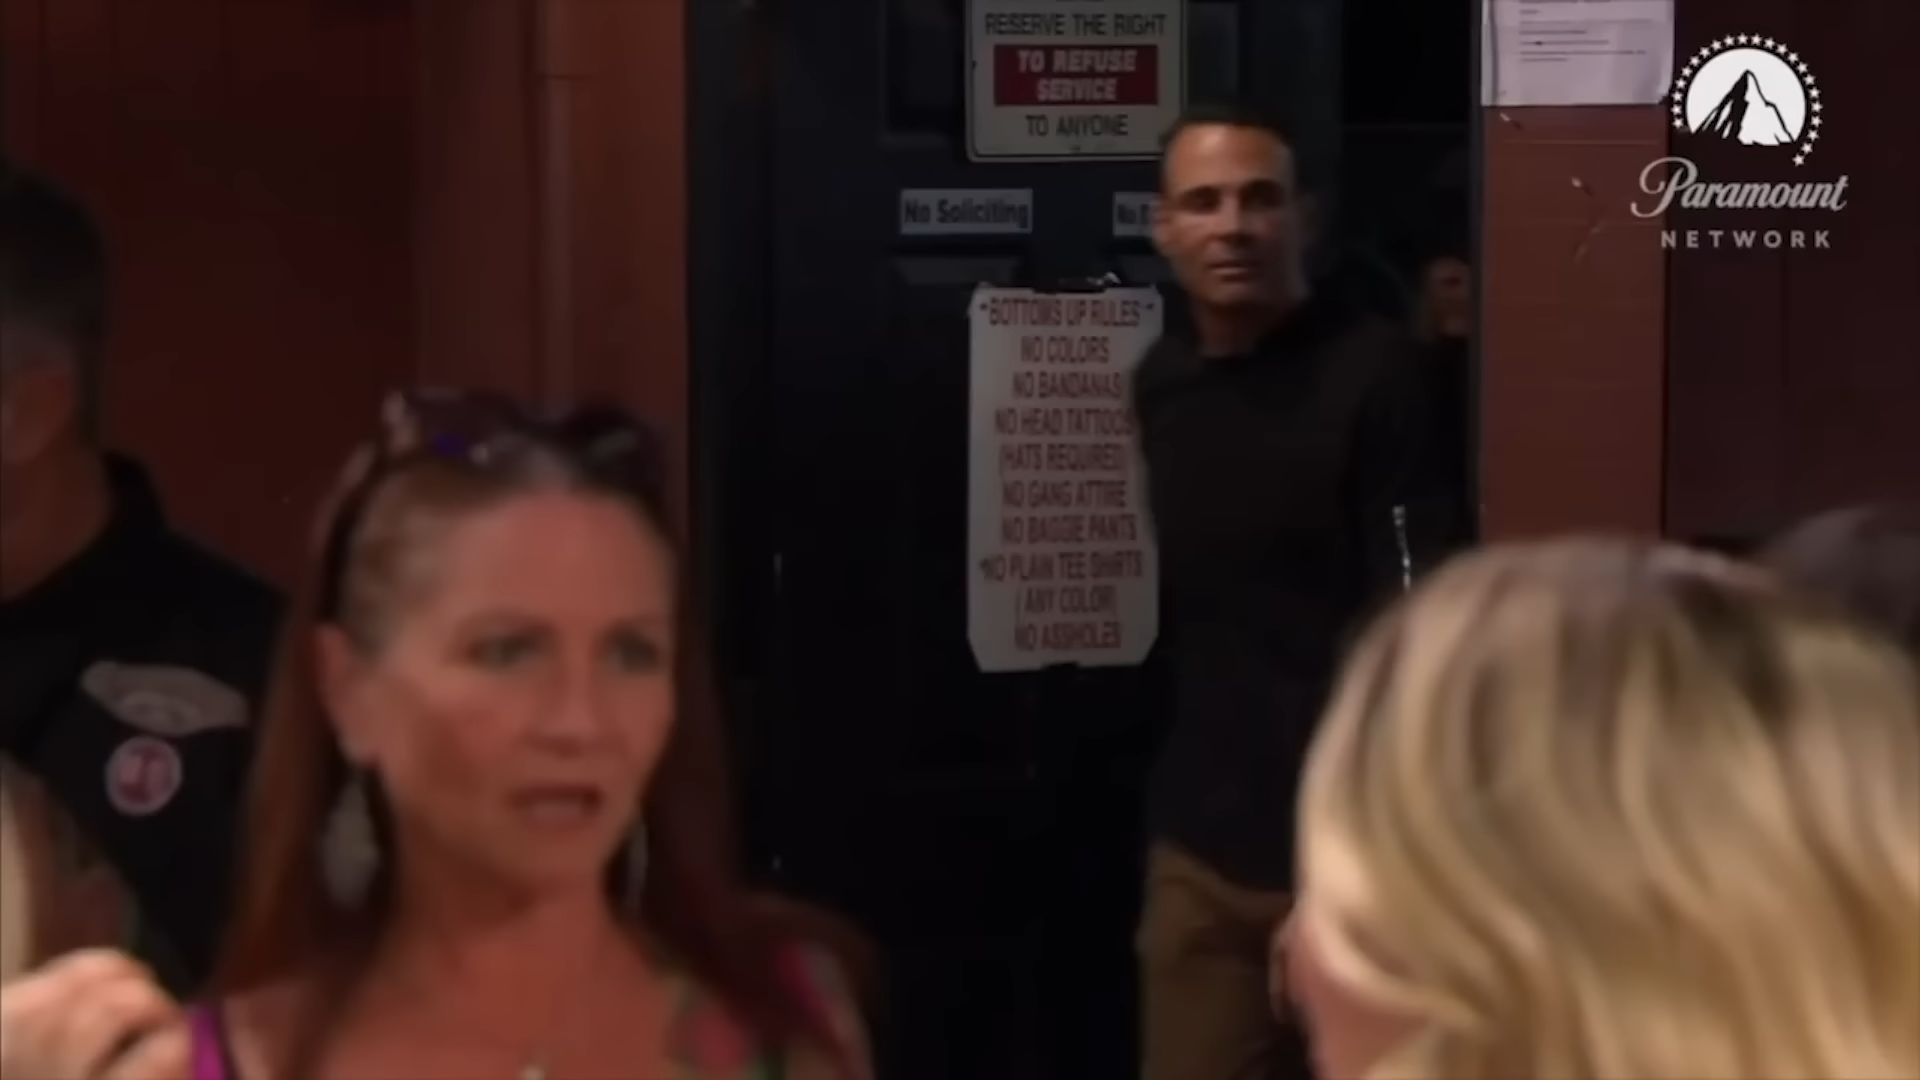 RESERVE THE RIGHT
TO REFUSE
SERVICE
TO ANYONE
No Soliciting
No
"BOTTOMS UP RULES"
NO COLORS
NO BANDANAS
NO HEAD TATTOOS
(HATS REQUIRED)
NO GANG ATTIRE
NO BAGGIE PANTS
*NO PLAIN TEE SHIRTS
(ANY COLOR)
NO ASSHOLES
Paramount
NETWORK